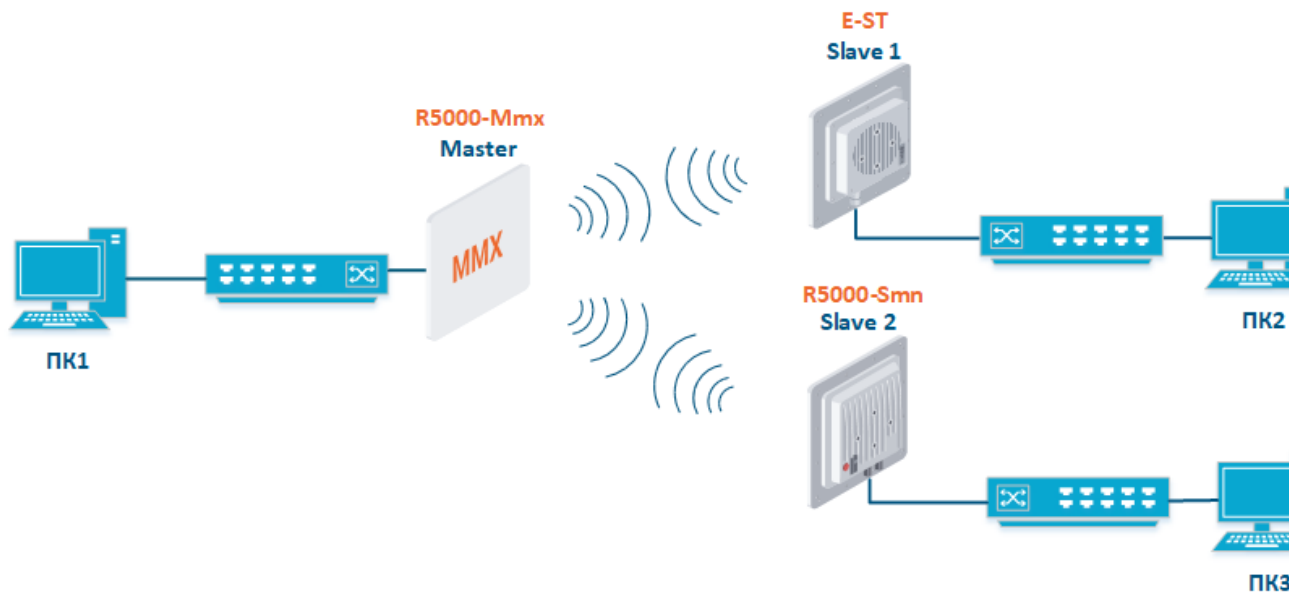 E-ST
Slave 1
R5000-Mmx
Master
MMX
ПК1
ПК2
R5000-Smn
Slave 2
ПК3